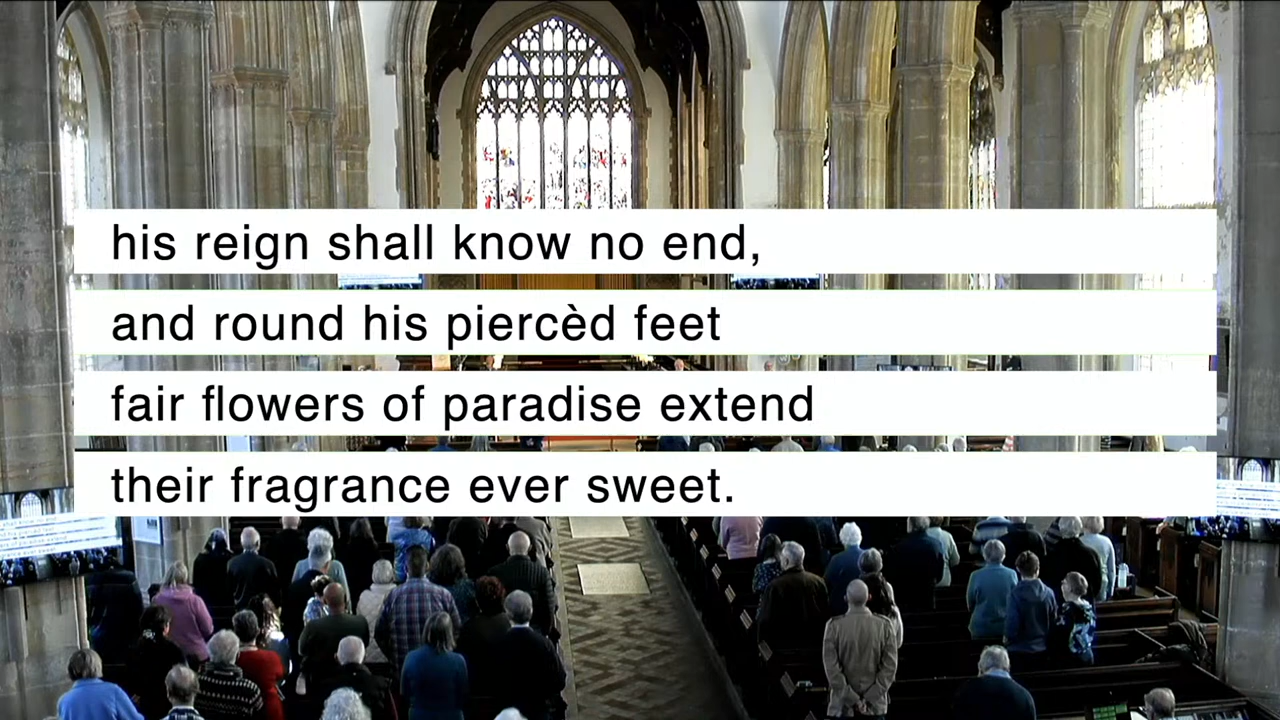 his reign shall know no end,
and round his piercèd feet
fair flowers of paradise extend
their fragrance ever sweet.